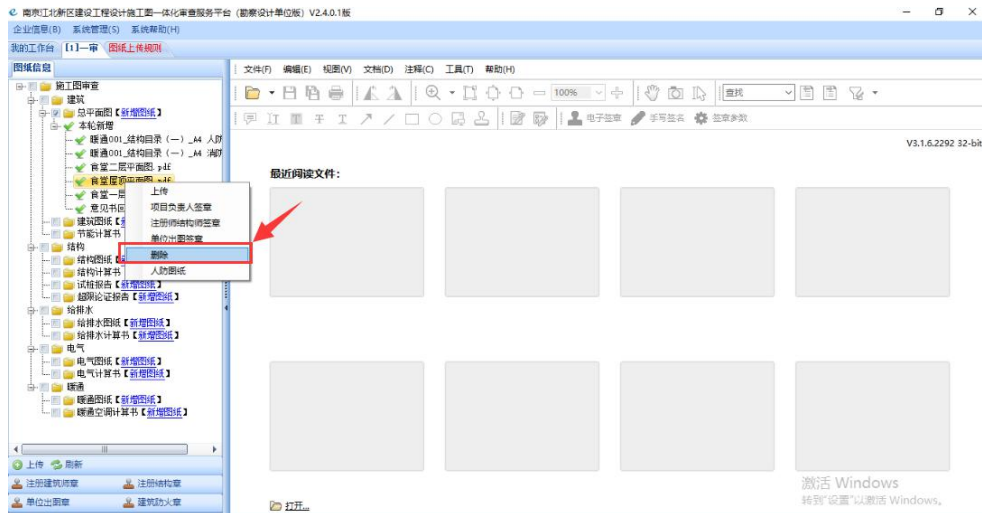 南京江北新区建设工程设计施工图一体化审查服务平台（勘察设计单位版）V2.4.0.1版
企业信息(B) 系统管理(S) 系统帮助(H)
我的工作台 [1]一审 图纸上传规则
图纸信息
施工图审查
建筑
总平面图【新增图纸】
本轮新增
暖通001_结构目录（一）_A4 人防
暖通001_结构目录（一）_A4 消防
食堂二层平面图.pdf
食堂屋顶平面图.pdf
食堂一层
意见书回
建筑图纸【
节能计算书
结构
结构图纸【
结构计算书
试桩报告【新增图纸】
超限论证报告【新增图纸】
给排水
给排水图纸【新增图纸】
给排水计算书【新增图纸】
电气
电气图纸【新增图纸】
电气计算书【新增图纸】
暖通
暖通图纸【新增图纸】
暖通空调计算书【新增图纸】
上传
项目负责人签章
注册师结构师签章
单位出图签章
删除
人防图纸
上传 刷新
注册建筑师章 注册结构章
单位出图章 建筑防火章
文件(F) 编辑(E) 视图(V) 文档(D) 注释(C) 工具(T) 帮助(H)
100% 查找
电子签章 手写签名 签章参数
V3.1.6.2292 32-bit
最近阅读文件：
打开...
激活 Windows
转到"设置"以激活 Windows。